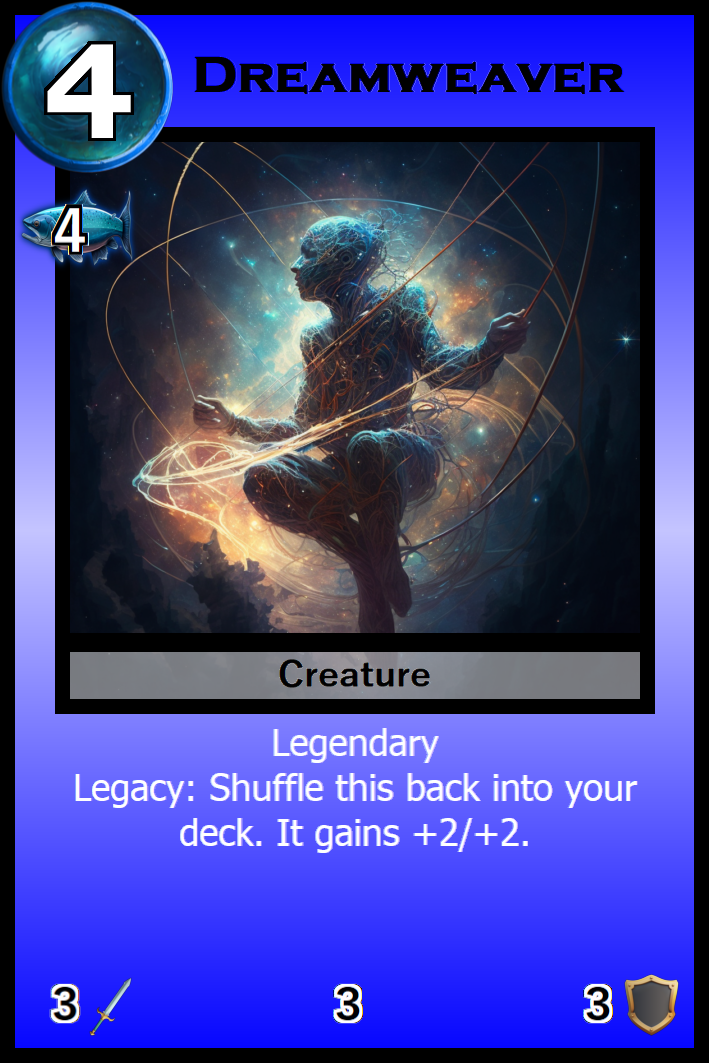 4
Dreamweaver
4
Creature
Legendary
Legacy: Shuffle this back into your
deck. It gains +2/+2.
3 3 3